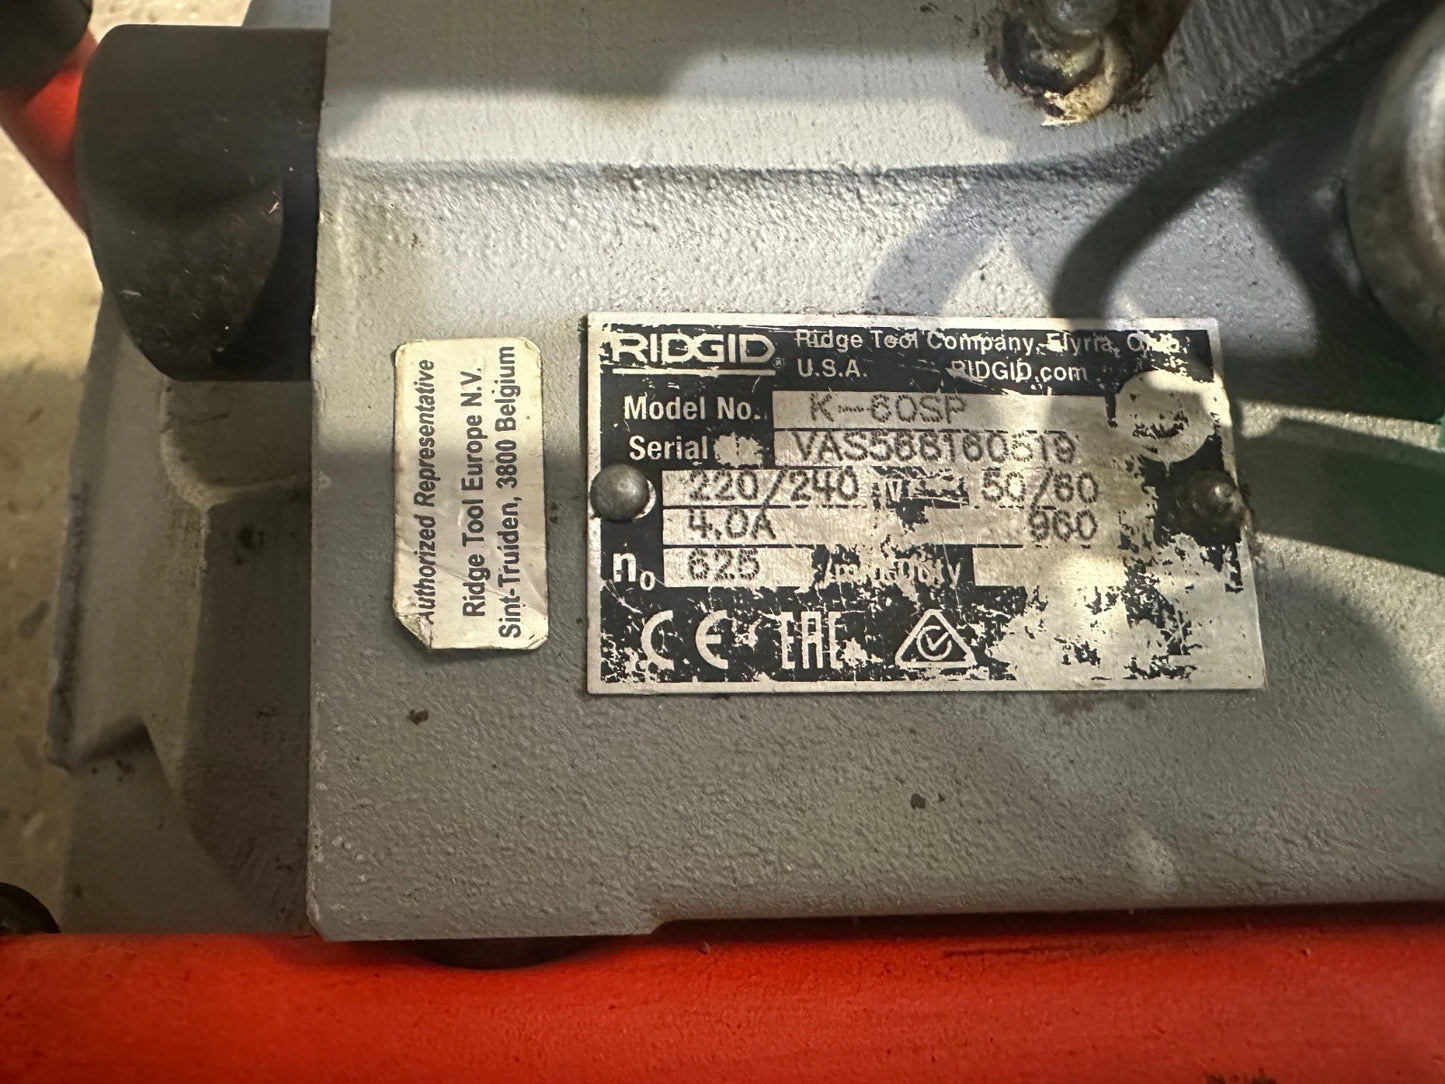 Authorized Representative
Ridge Tool Europe N.V.
Sint-Truiden, 3800 Belgium
RIDGID® Ridge Tool Company, Elyria,
U.S.A. RIDGID.com
Model No. K-60SP
Serial
220/240 V 50/60
4.0A 960
n₀ 625 /min
CE EAC